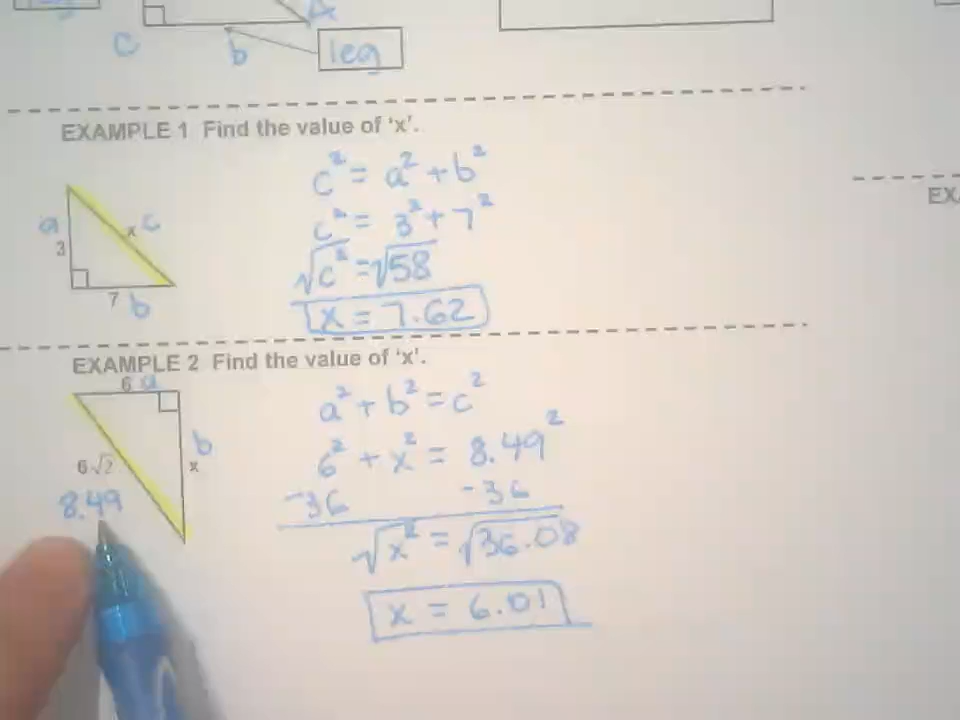 C
b
leg
EXAMPLE 1 Find the value of 'x'.
c² = a² + b²
a
x c
3
7 b
c² = 3² + 7²
√c² = √58
x = 7.62
EXAMPLE 2 Find the value of 'x'.
6 a
b
x
6√2
8.49
a² + b² = c²
6² + x² = 8.49²
-36 -36
√x² = √36.08
x = 6.01